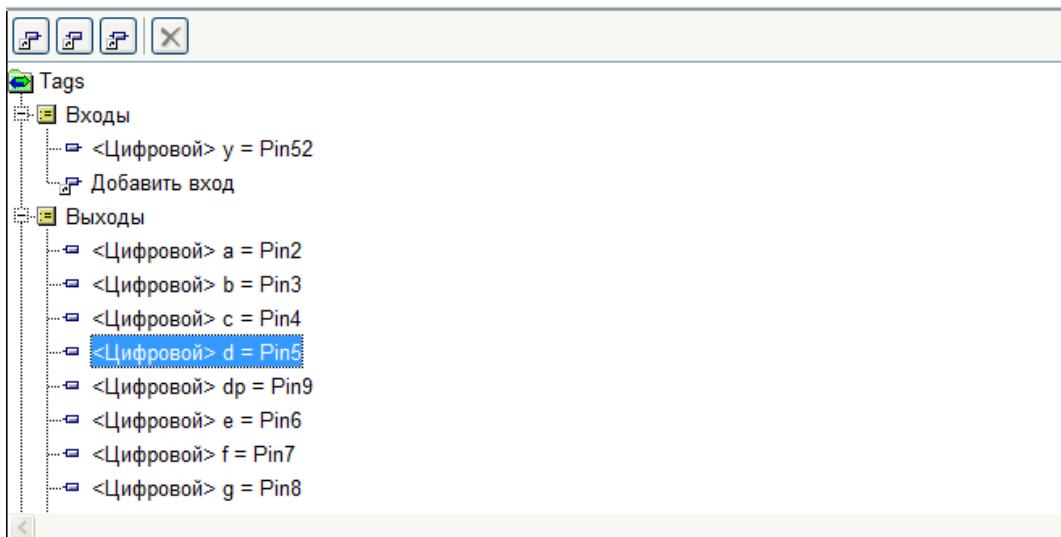 Tags
Входы
<Цифровой> y = Pin52
Добавить вход
Выходы
<Цифровой> a = Pin2
<Цифровой> b = Pin3
<Цифровой> c = Pin4
<Цифровой> d = Pin5
<Цифровой> dp = Pin9
<Цифровой> e = Pin6
<Цифровой> f = Pin7
<Цифровой> g = Pin8